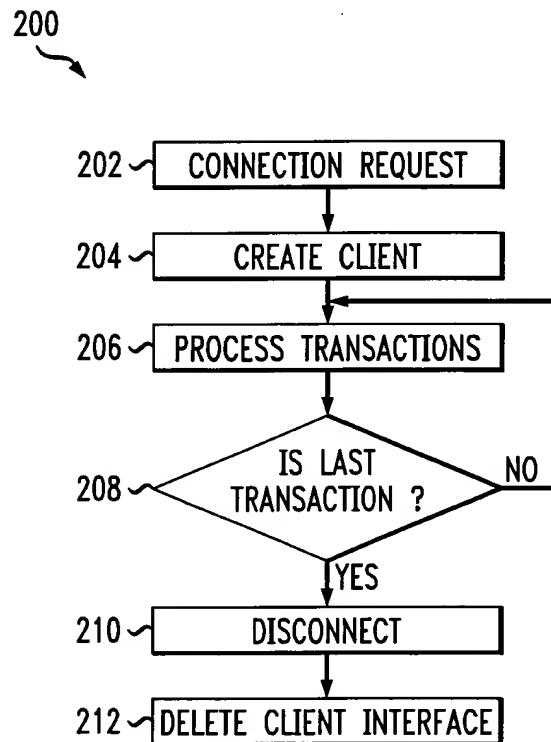 200
202 CONNECTION REQUEST
204 CREATE CLIENT
206 PROCESS TRANSACTIONS
208 IS LAST
TRANSACTION ?
NO
YES
210 DISCONNECT
212 DELETE CLIENT INTERFACE